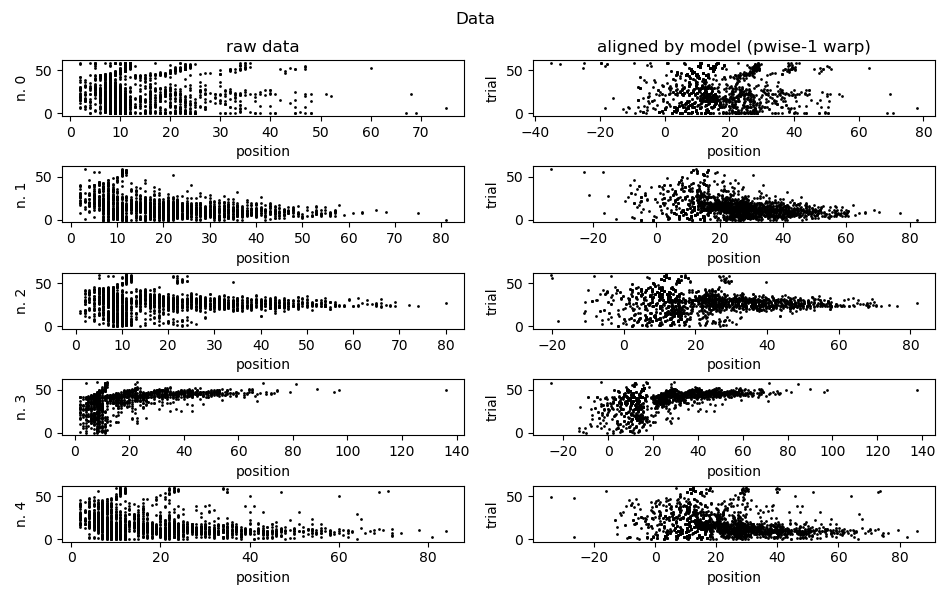 Data
raw data
aligned by model (pwise-1 warp)
n. 0
50
0
0 10 20 30 40 50 60 70
position
trial
50
0
−40 −20 0 20 40 60 80
position
n. 1
50
0
0 10 20 30 40 50 60 70 80
position
trial
50
0
−20 0 20 40 60 80
position
n. 2
50
0
0 10 20 30 40 50 60 70 80
position
trial
50
0
−20 0 20 40 60 80
position
n. 3
50
0
0 20 40 60 80 100 120 140
position
trial
50
0
−20 0 20 40 60 80 100 120 140
position
n. 4
50
0
0 20 40 60 80
position
trial
50
0
−20 0 20 40 60 80
position